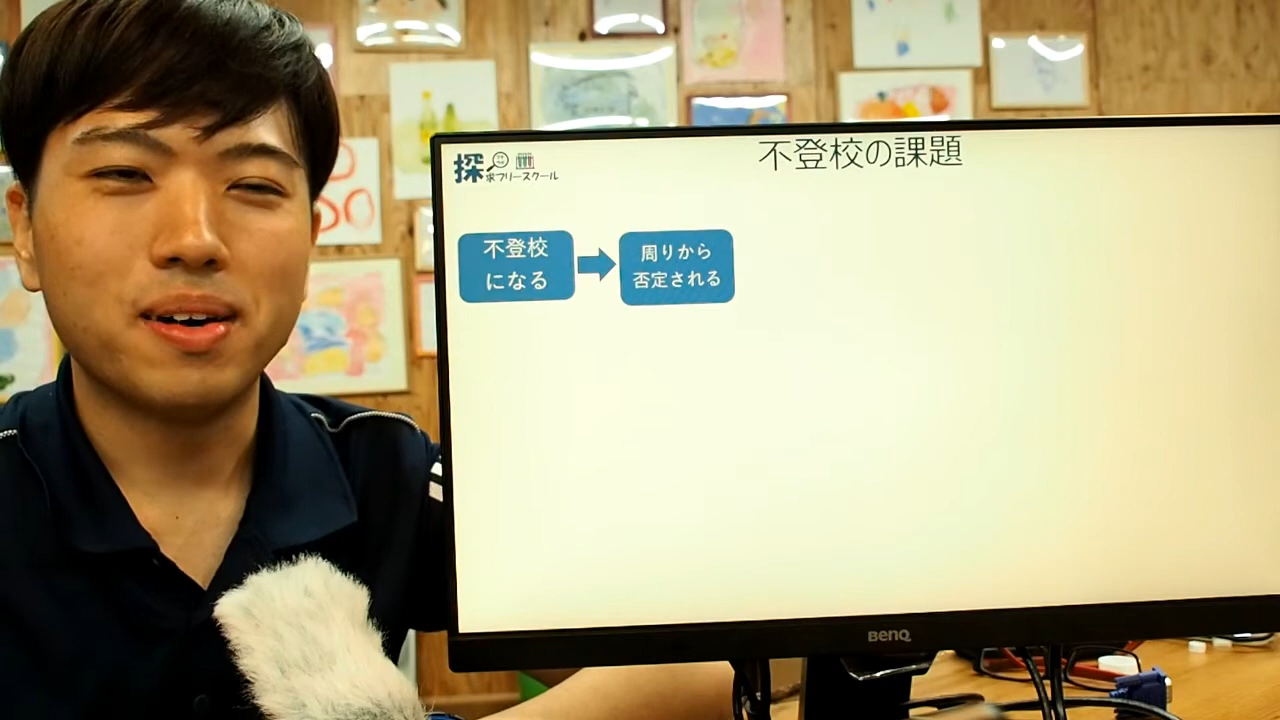 不登校の課題
探求フリースクール
不登校
になる
周りから
否定される
BenQ